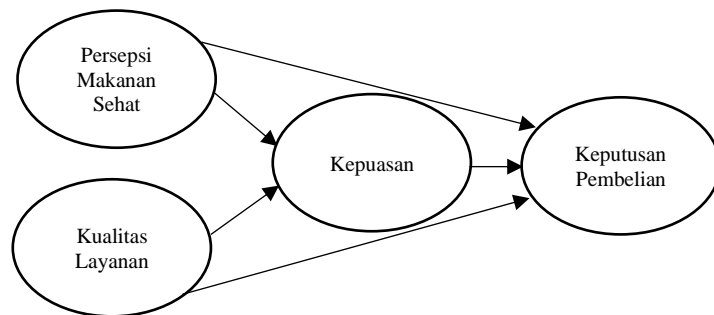 Persepsi
Makanan
Sehat
Kepuasan
Keputusan
Pembelian
Kualitas
Layanan